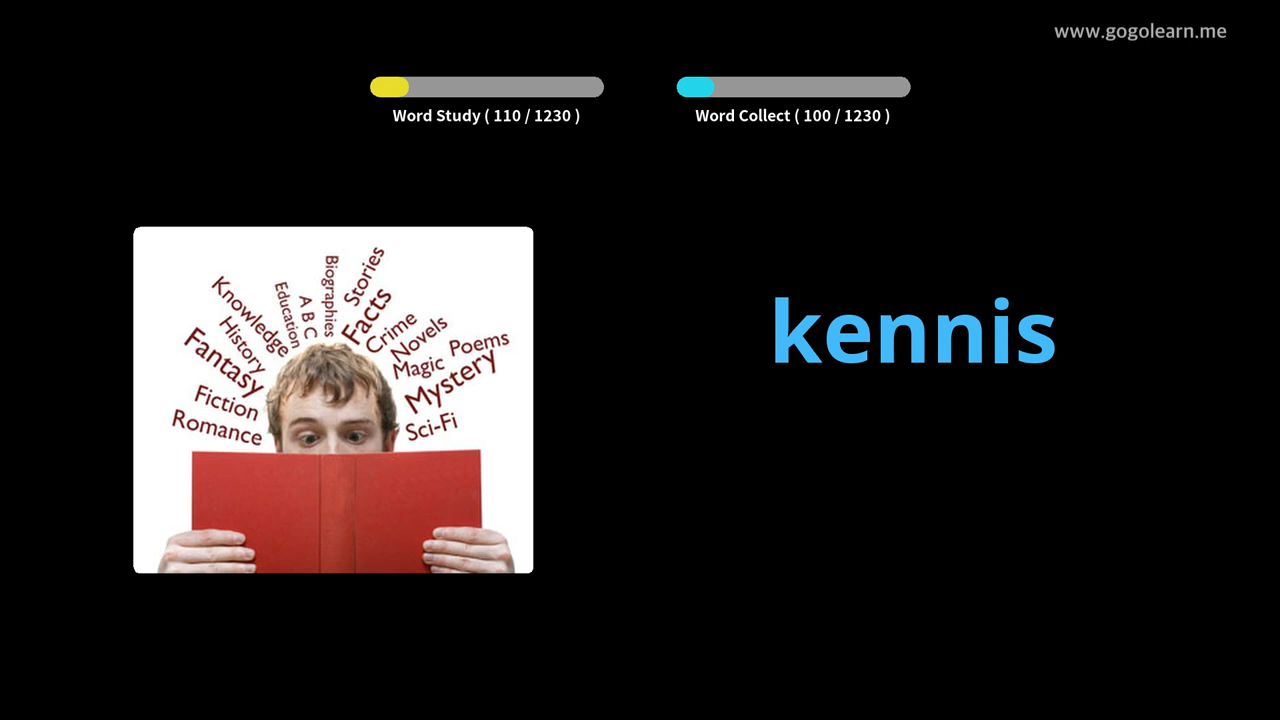 www.gogolearn.me
Word Study ( 110 / 1230 )
Word Collect ( 100 / 1230 )
Biographies
Stories
Education
A B C
Facts
Knowledge
Crime
History
Novels
Poems
Fantasy
Magic
Mystery
Fiction
Romance
Sci-Fi
kennis